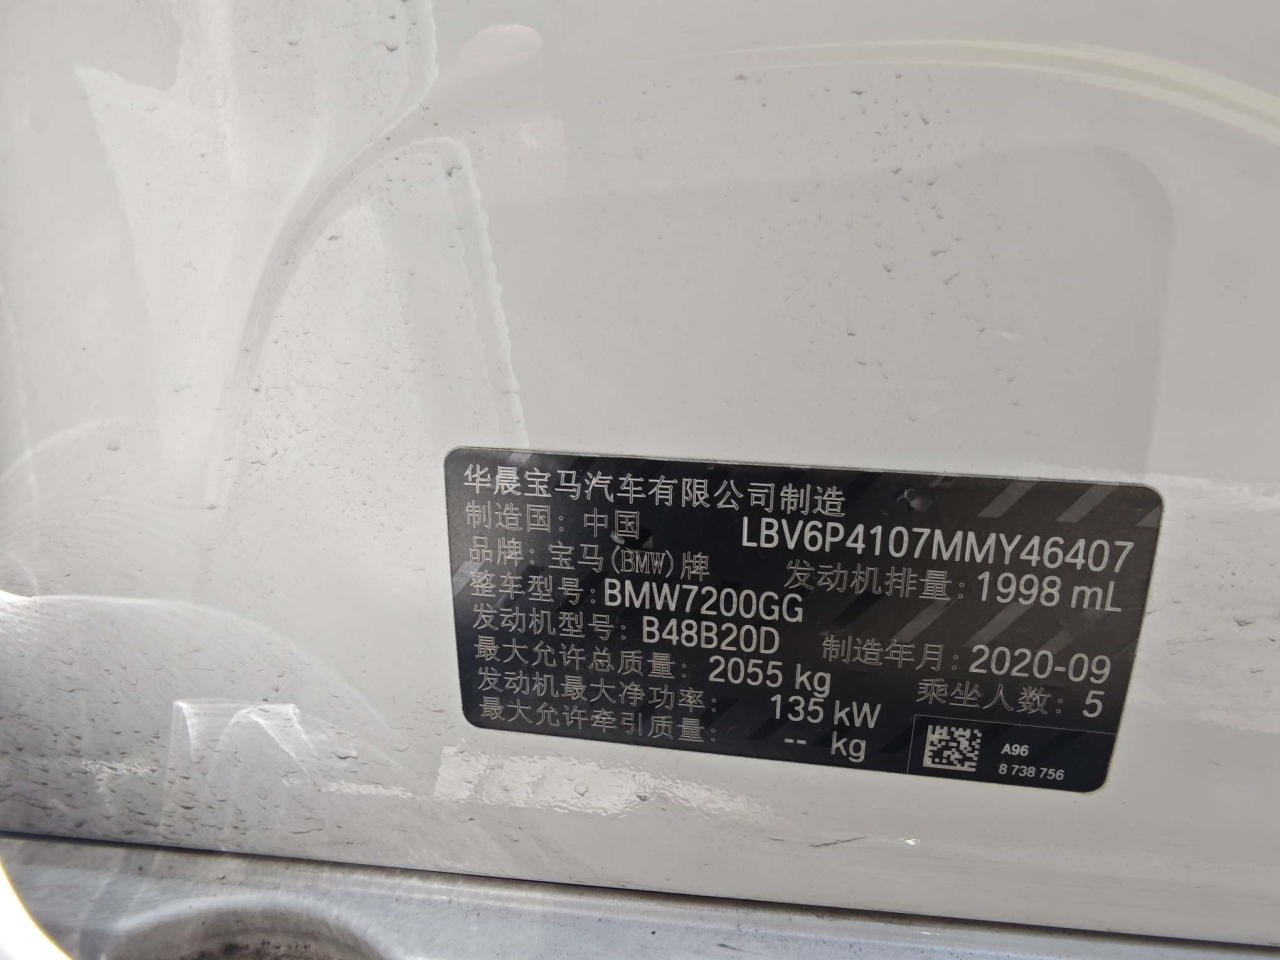 华晨宝马汽车有限公司制造
制造国: 中国
LBV6P4107MMY46407
品牌: 宝马(BMW)牌
发动机排量: 1998 mL
整车型号: BMW7200GG
发动机型号: B48B20D
制造年月: 2020-09
最大允许总质量: 2055 kg
乘坐人数: 5
发动机最大净功率: 135 kW
最大允许牵引质量: -- kg
A96
8 738 756